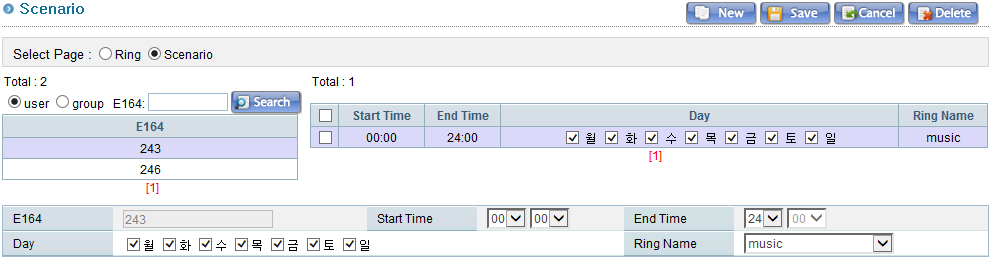 Scenario New Save Cancel Delete
Select Page : Ring Scenario
Total : 2 Total : 1
user group E164: Search
E164
243
246
[1]
Start Time End Time Day Ring Name
00:00 24:00 월 화 수 목 금 토 일 music
[1]
E164 243 Start Time 00 00 End Time 24 00
Day 월 화 수 목 금 토 일 Ring Name music